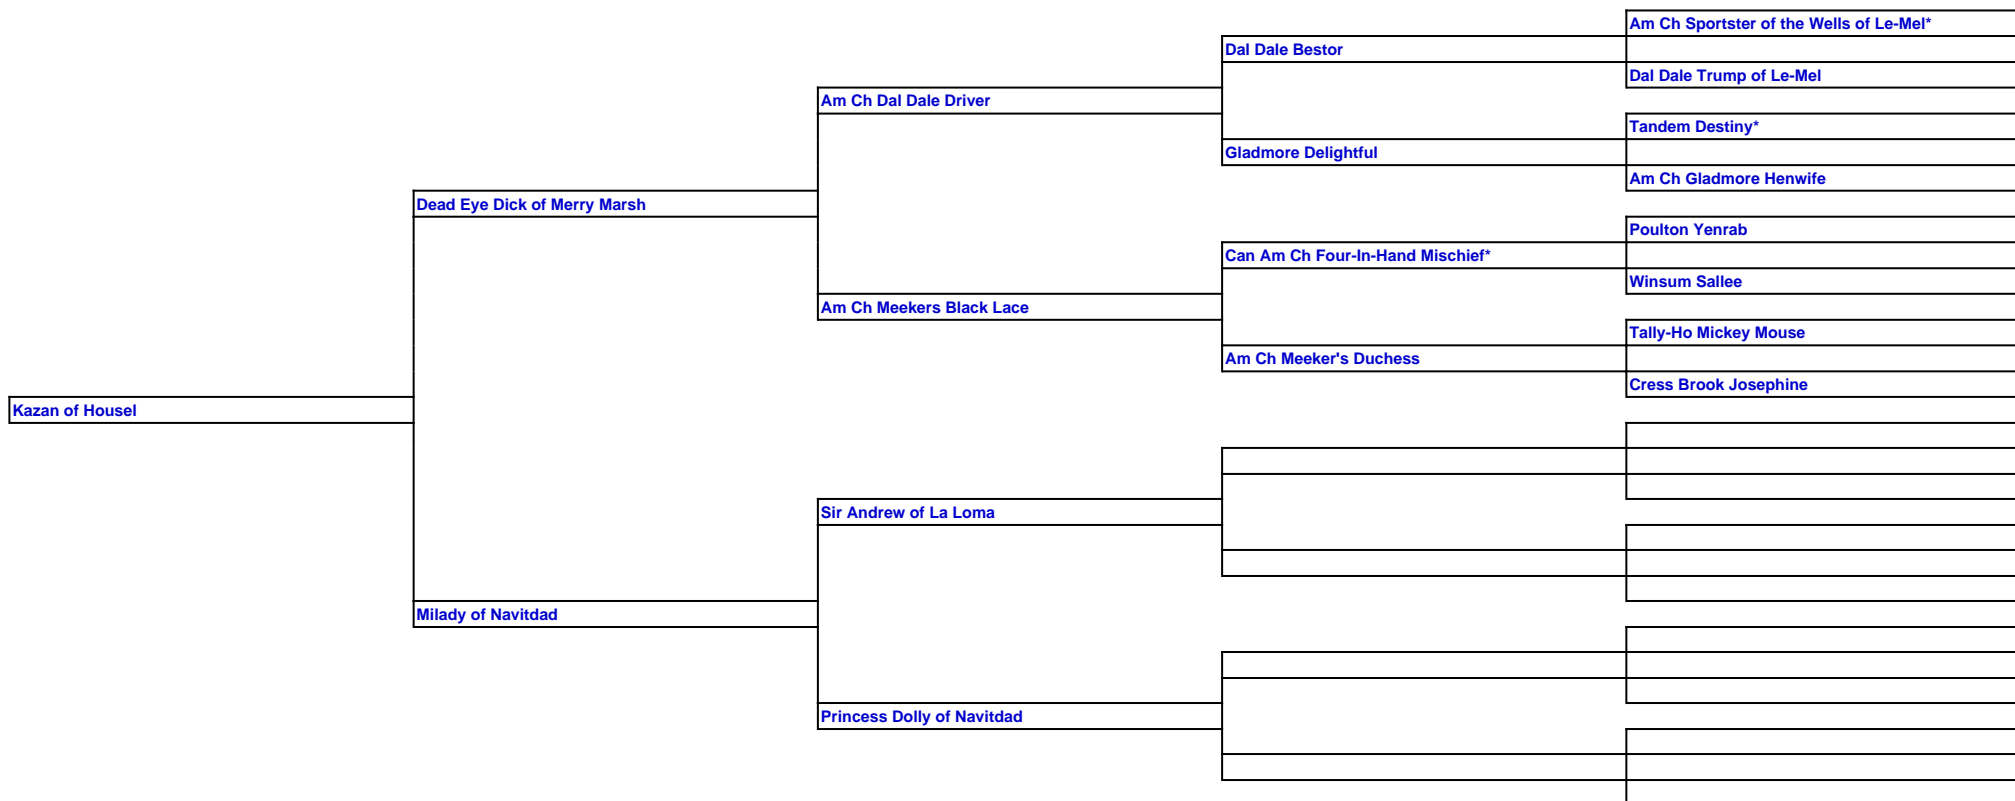 Am Ch Sportster of the Wells of Le-Mel*
Dal Dale Bestor
Dal Dale Trump of Le-Mel
Am Ch Dal Dale Driver
Tandem Destiny*
Gladmore Delightful
Am Ch Gladmore Henwife
Dead Eye Dick of Merry Marsh
Poulton Yenrab
Can Am Ch Four-In-Hand Mischief*
Winsum Sallee
Am Ch Meekers Black Lace
Tally-Ho Mickey Mouse
Am Ch Meeker's Duchess
Cress Brook Josephine
Kazan of Housel
Sir Andrew of La Loma
Milady of Navitdad
Princess Dolly of Navitdad